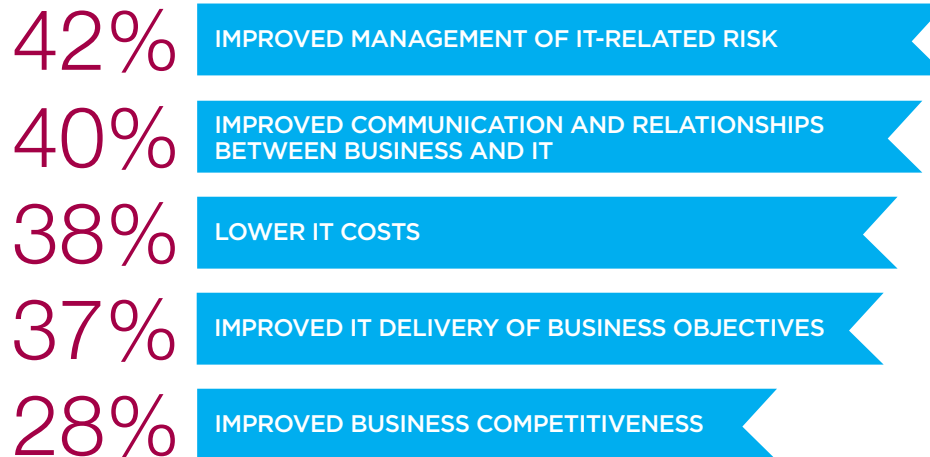 42% IMPROVED MANAGEMENT OF IT-RELATED RISK
40% IMPROVED COMMUNICATION AND RELATIONSHIPS
BETWEEN BUSINESS AND IT
38% LOWER IT COSTS
37% IMPROVED IT DELIVERY OF BUSINESS OBJECTIVES
28% IMPROVED BUSINESS COMPETITIVENESS